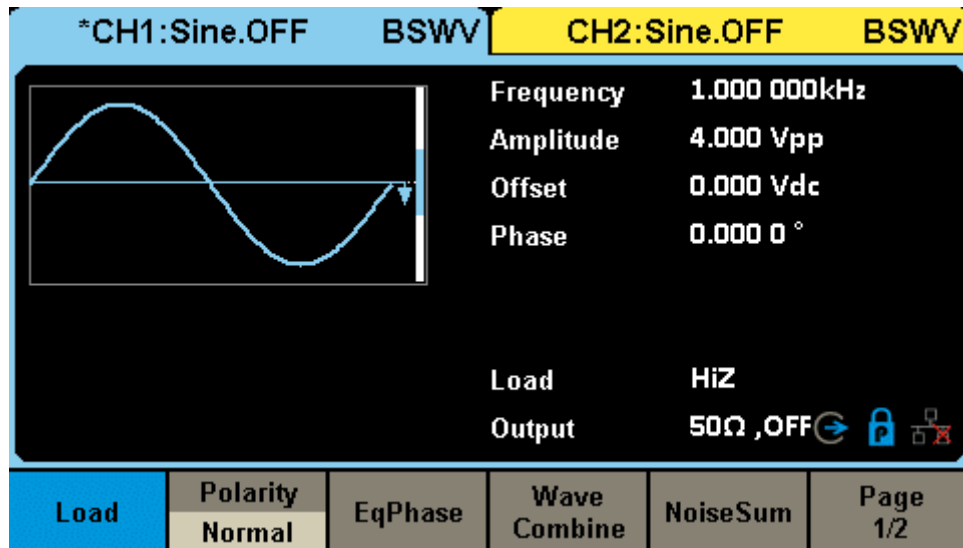 *CH1:Sine.OFF BSWV CH2:Sine.OFF BSWV
Frequency 1.000 000kHz
Amplitude 4.000 Vpp
Offset 0.000 Vdc
Phase 0.000 0 °
Load HiZ
Output 50Ω ,OFF P
Load
Polarity
Normal
EqPhase
Wave
Combine
NoiseSum
Page
1/2